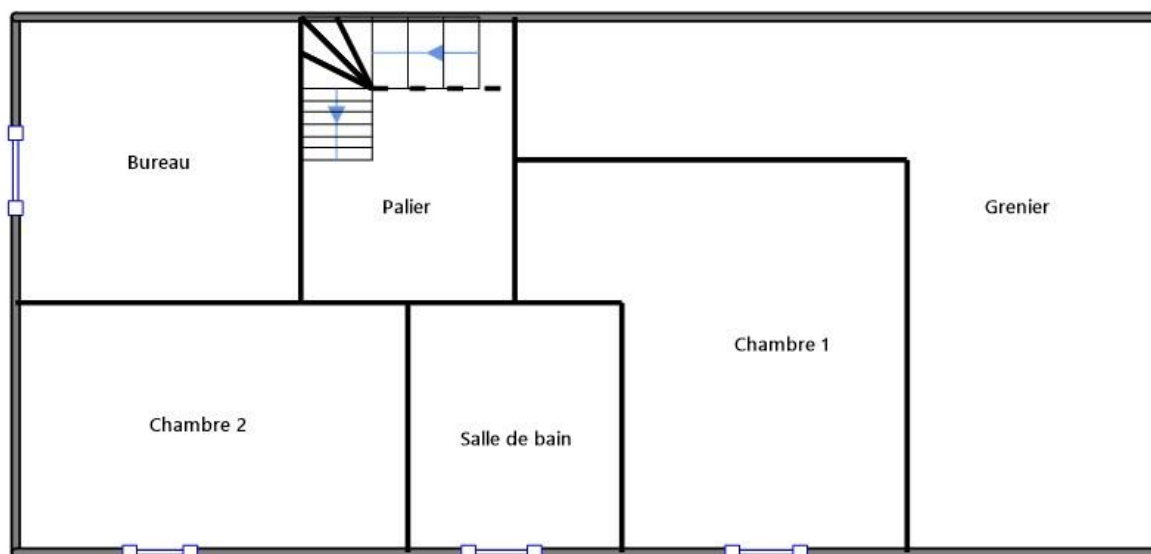 Bureau
Palier
Grenier
Chambre 1
Chambre 2
Salle de bain